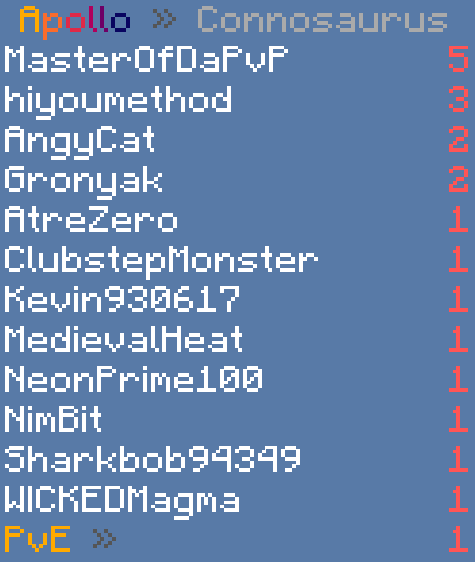 Apollo » Connosaurus
MasterOfDaPvP 5
hiyoumethod 3
AngyCat 2
Gronyak 2
AtreZero 1
ClubstepMonster 1
Kevin930617 1
MedievalHeat 1
NeonPrime100 1
NimBit 1
Sharkbob94349 1
WICKEDMagma 1
PvE » 1